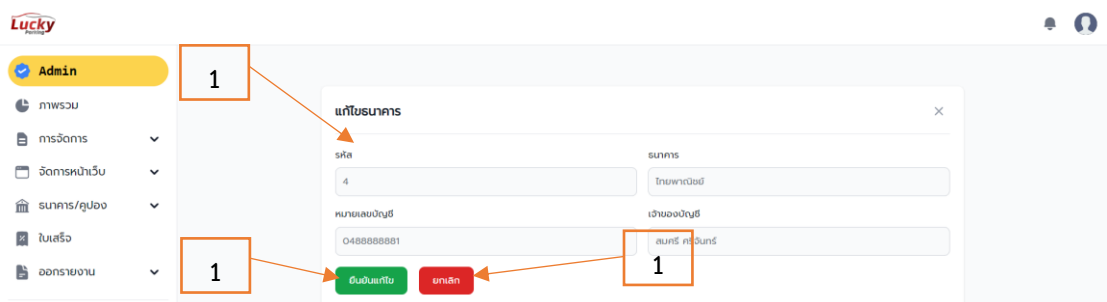 Lucky
Parking
Admin
ภาพรวม
การจัดการ
จัดการหน้าเว็บ
ธนาคาร/คูปอง
ใบเสร็จ
ออกรายงาน
1
แก้ไขธนาคาร
รหัส
ธนาคาร
4
ไทยพาณิชย์
หมายเลขบัญชี
เจ้าของบัญชี
0488888881
สมศรี ศรีจันทร์
1
ยืนยันแก้ไข
ยกเลิก
1